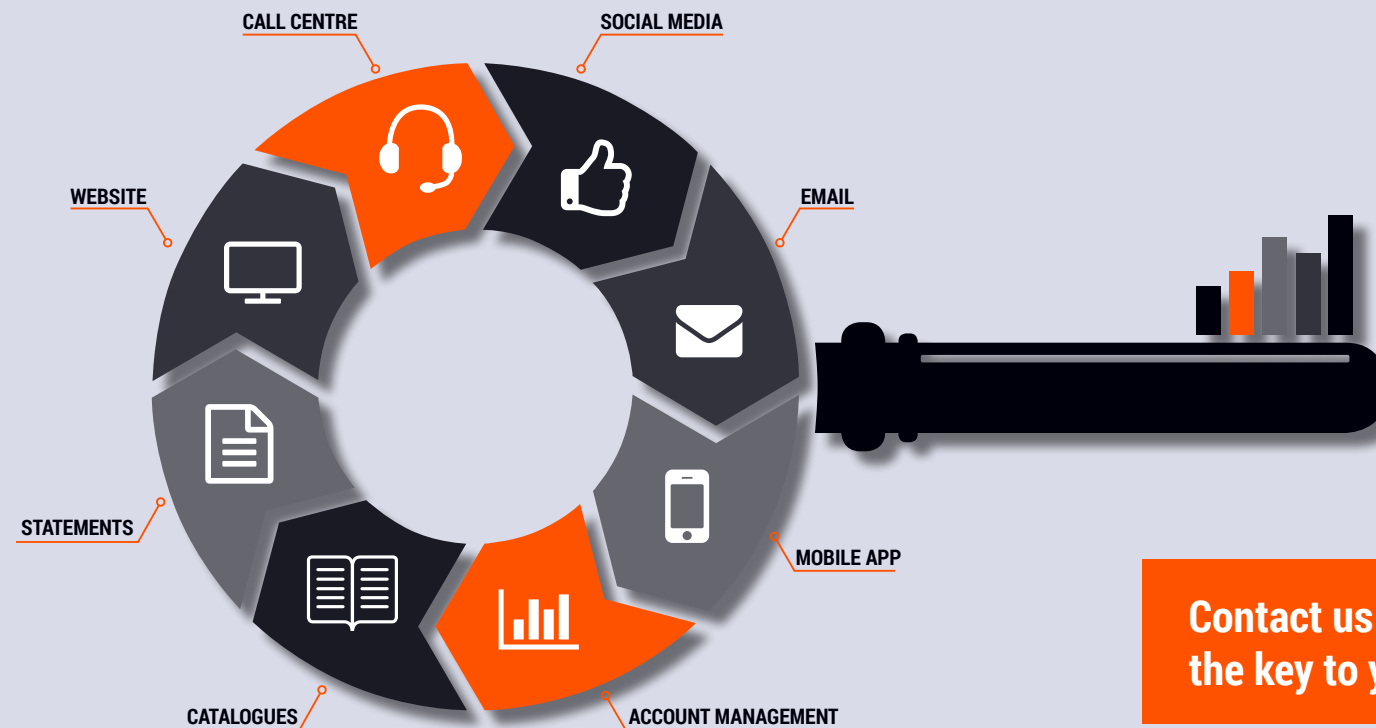 CALL CENTRE
SOCIAL MEDIA
WEBSITE
EMAIL
STATEMENTS
MOBILE APP
CATALOGUES
ACCOUNT MANAGEMENT
Contact us
the key to y